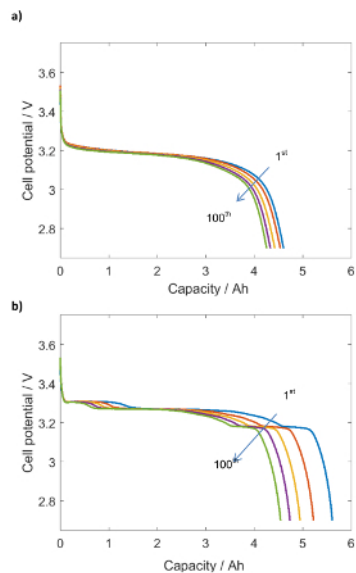 a)
3.6
3.4
3.2
3
2.8
Cell potential / V
1st
100th
0 1 2 3 4 5 6
Capacity / Ah
b)
3.6
3.4
3.2
3
2.8
Cell potential / V
1st
100th
0 1 2 3 4 5 6
Capacity / Ah